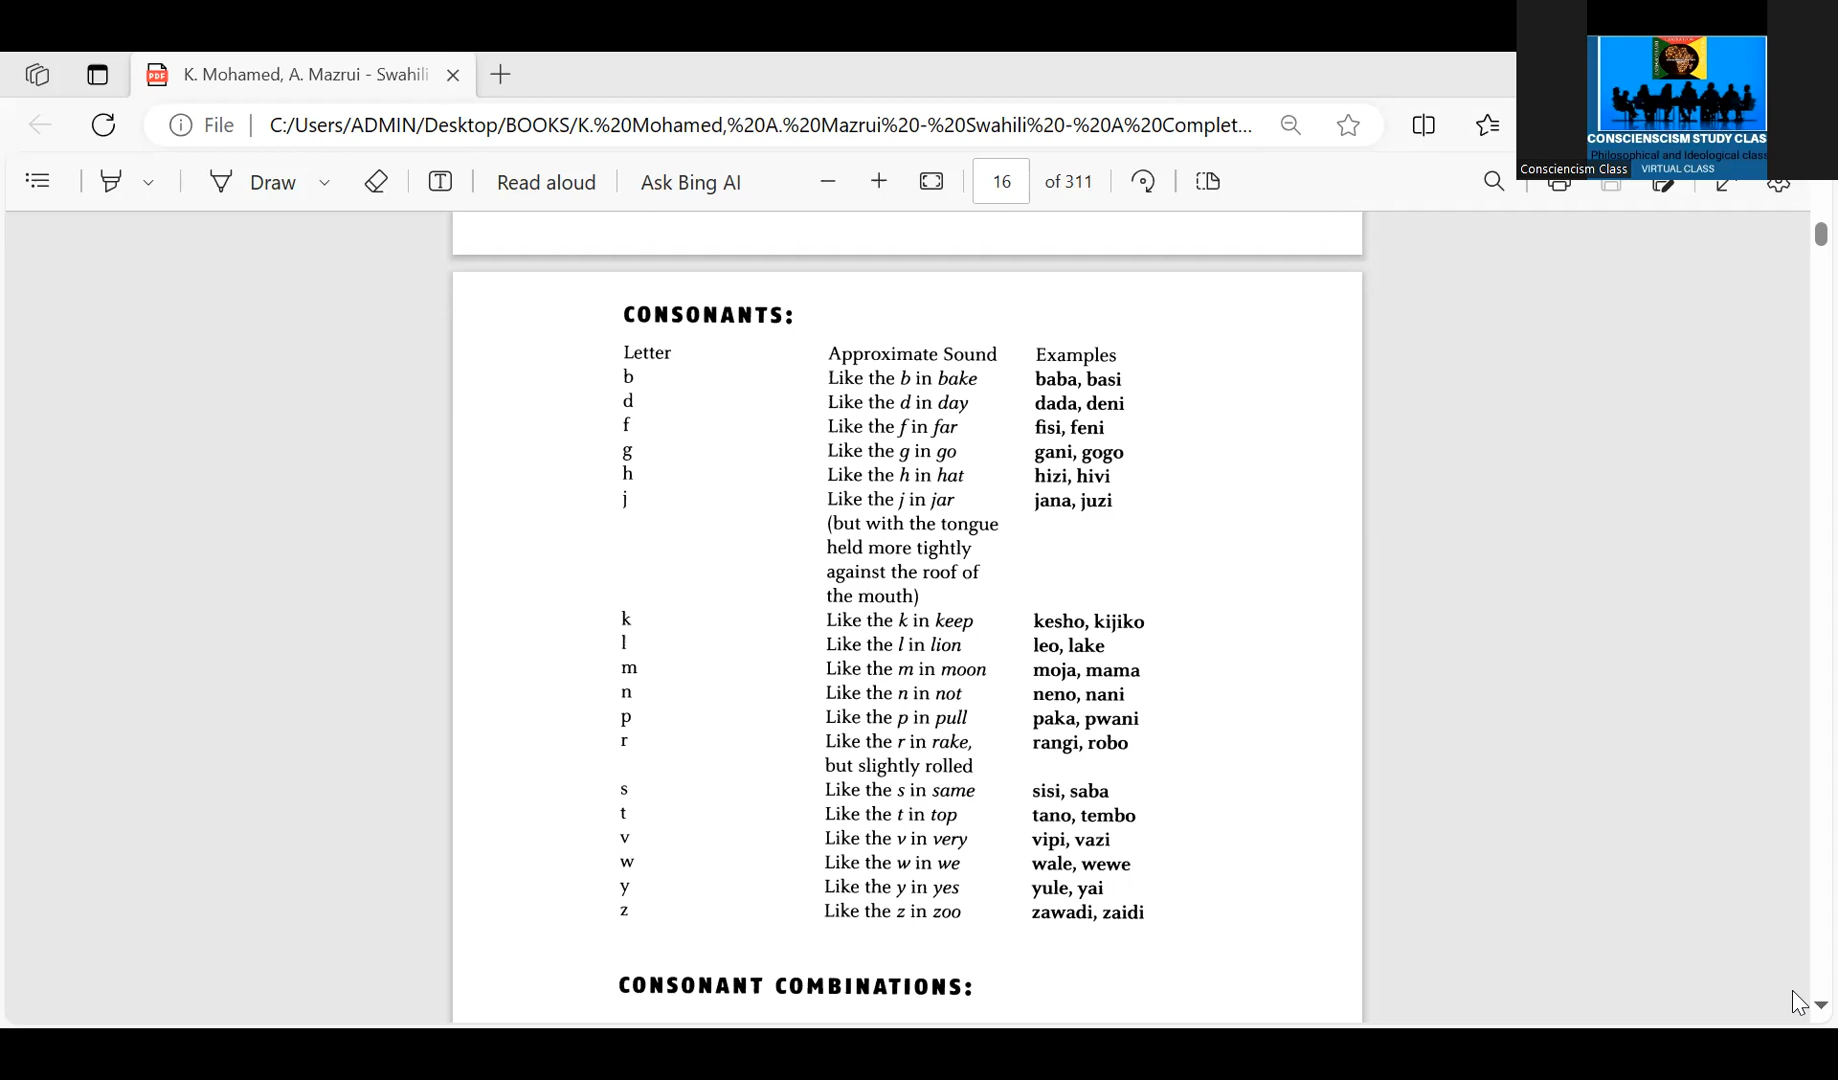 K. Mohamed, A. Mazrui - Swahili
File
C:/Users/ADMIN/Desktop/BOOKS/K.%20Mohamed,%20A.%20Mazrui%20-%20Swahili%20-%20A%20Complet...
Draw
Read aloud
Ask Bing AI
16
of 311
CONSCIENSCISM STUDY CLAS
Philosophical and Ideological class
VIRTUAL CLASS
Consciencism Class
CONSONANTS:
Letter Approximate Sound Examples
b Like the b in bake baba, basi
d Like the d in day dada, deni
f Like the f in far fisi, feni
g Like the g in go gani, gogo
h Like the h in hat hizi, hivi
j Like the j in jar jana, juzi
(but with the tongue
held more tightly
against the roof of
the mouth)
k Like the k in keep kesho, kijiko
l Like the l in lion leo, lake
m Like the m in moon moja, mama
n Like the n in not neno, nani
p Like the p in pull paka, pwani
r Like the r in rake, rangi, robo
but slightly rolled
s Like the s in same sisi, saba
t Like the t in top tano, tembo
v Like the v in very vipi, vazi
w Like the w in we wale, wewe
y Like the y in yes yule, yai
z Like the z in zoo zawadi, zaidi
CONSONANT COMBINATIONS: